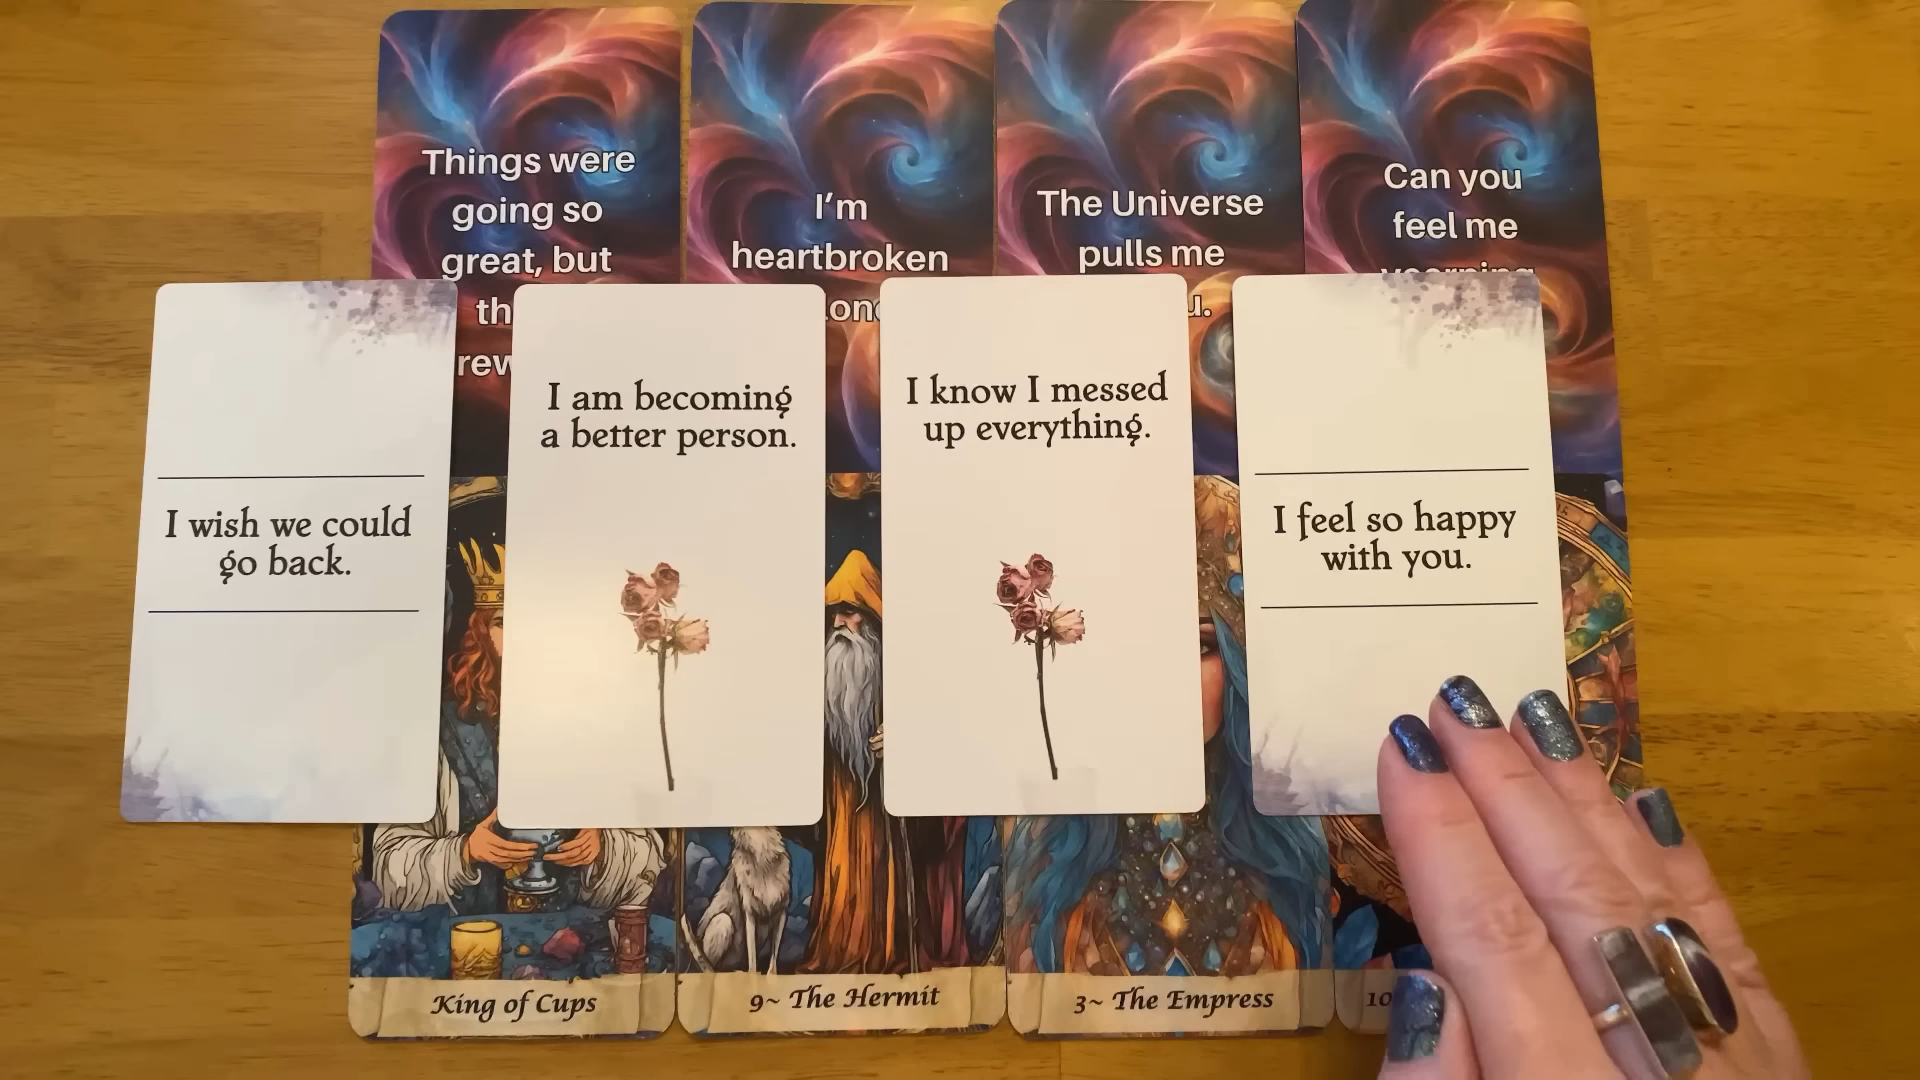 Things were
going so
great, but
I'm
heartbroken
The Universe
pulls me
Can you
feel me
yearning
I wish we could
go back.
I am becoming
a better person.
I know I messed
up everything.
I feel so happy
with you.
King of Cups
9~ The Hermit
3~ The Empress
10